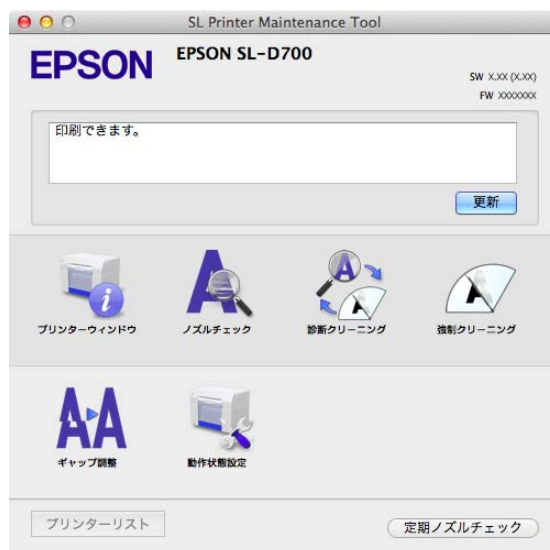 SL Printer Maintenance Tool
EPSON
EPSON SL-D700
SW X.XX (X.XX)
FW XXXXXXX
印刷できます。
更新
プリンターウィンドウ
ノズルチェック
診断クリーニング
強制クリーニング
ギャップ調整
動作状態設定
プリンターリスト
定期ノズルチェック